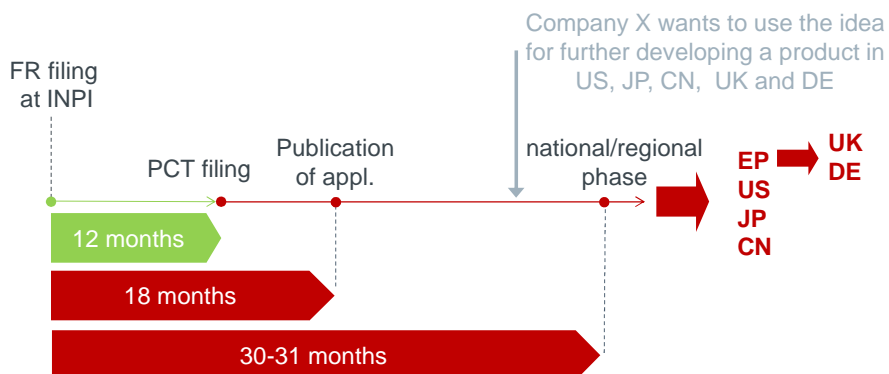 Company X wants to use the idea
for further developing a product in
US, JP, CN, UK and DE
FR filing
at INPI
PCT filing
Publication
of appl.
national/regional
phase
EP
US
JP
CN
UK
DE
12 months
18 months
30-31 months